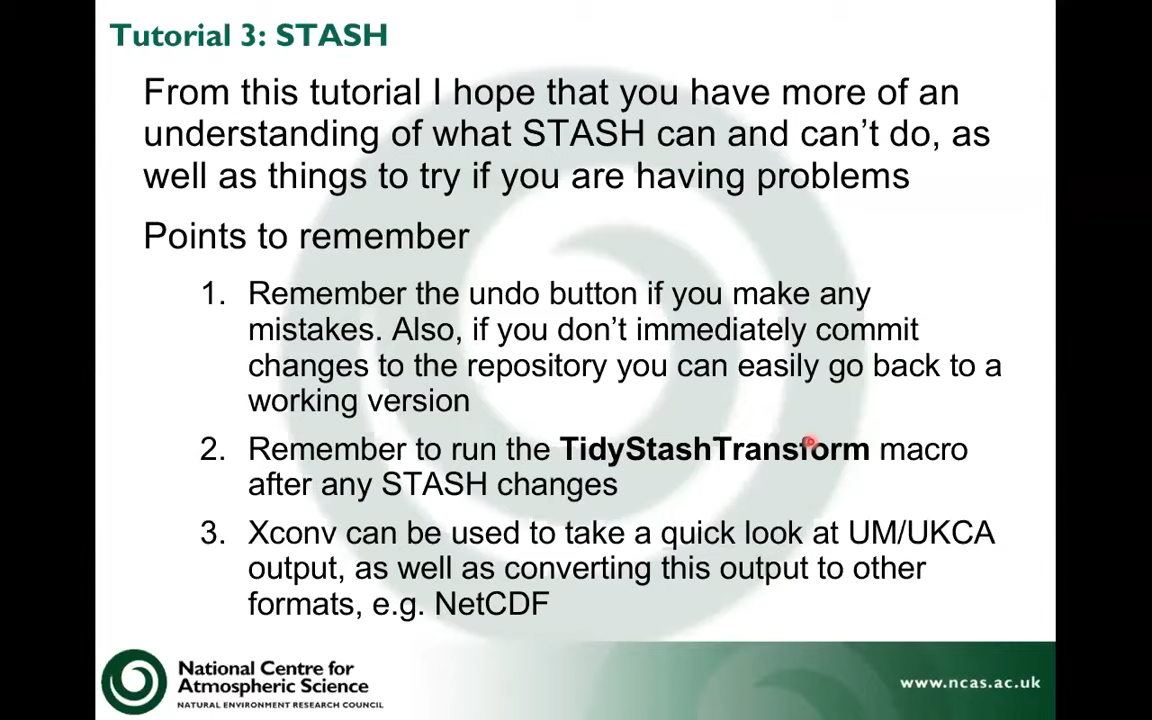 Tutorial 3: STASH
From this tutorial I hope that you have more of an
understanding of what STASH can and can’t do, as
well as things to try if you are having problems
Points to remember
1. Remember the undo button if you make any
mistakes. Also, if you don’t immediately commit
changes to the repository you can easily go back to a
working version
2. Remember to run the TidyStashTransform macro
after any STASH changes
3. Xconv can be used to take a quick look at UM/UKCA
output, as well as converting this output to other
formats, e.g. NetCDF
National Centre for
Atmospheric Science
NATURAL ENVIRONMENT RESEARCH COUNCIL
www.ncas.ac.uk